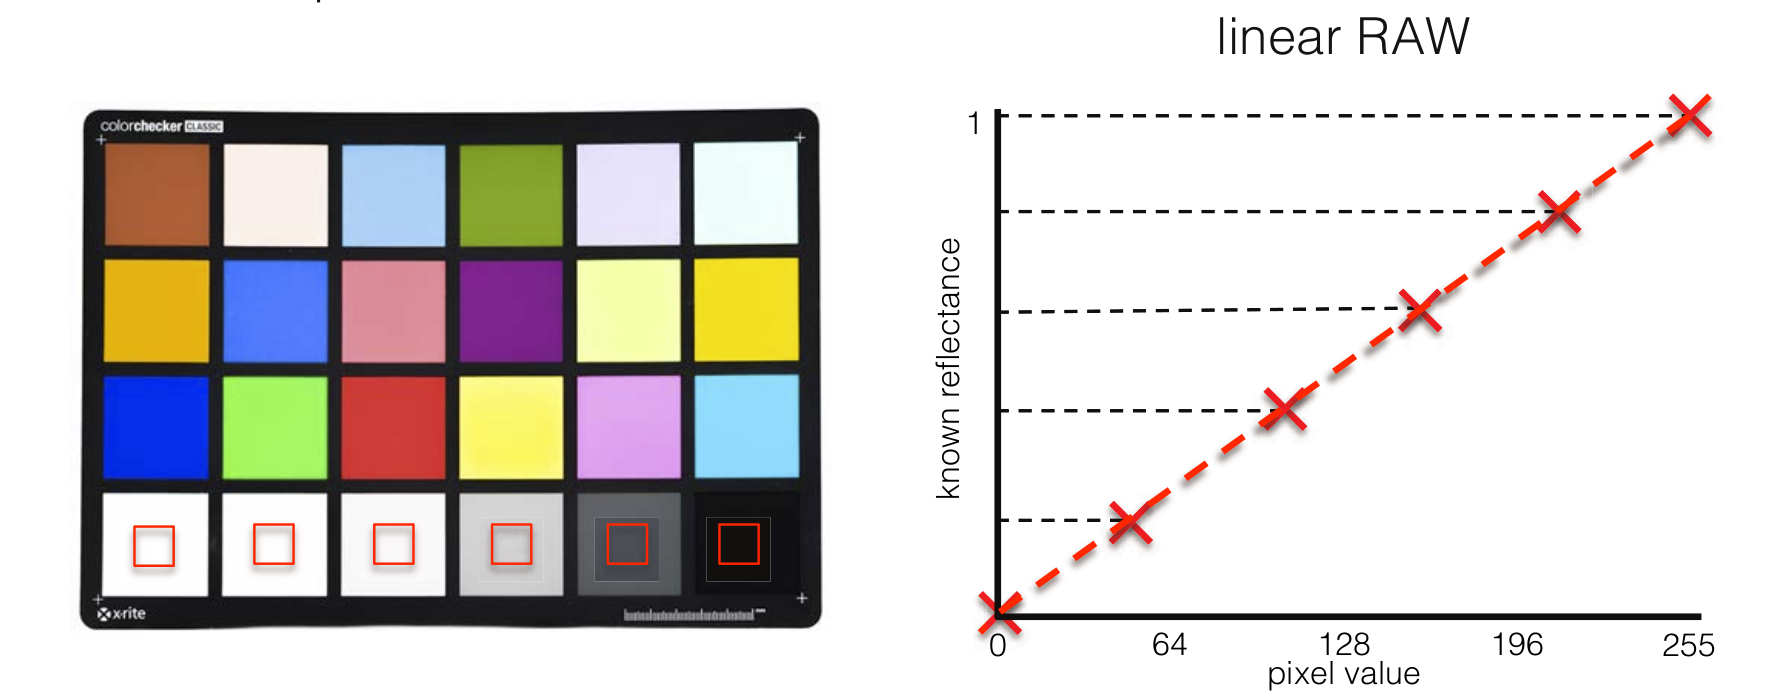 linear RAW
colorchecker CLASSIC
x-rite
1
known reflectance
0 64 128 196 255
pixel value